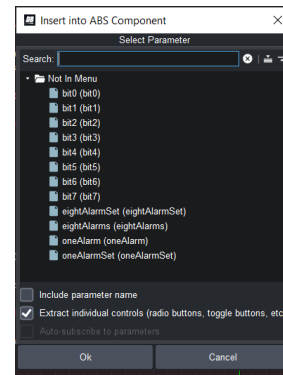 Insert into ABS Component
Select Parameter
Search:
Not In Menu
bit0 (bit0)
bit1 (bit1)
bit2 (bit2)
bit3 (bit3)
bit4 (bit4)
bit5 (bit5)
bit6 (bit6)
bit7 (bit7)
eightAlarmSet (eightAlarmSet)
eightAlarms (eightAlarms)
oneAlarm (oneAlarm)
oneAlarmSet (oneAlarmSet)
Include parameter name
Extract individual controls (radio buttons, toggle buttons, etc
Auto-subscribe to parameters
Ok Cancel